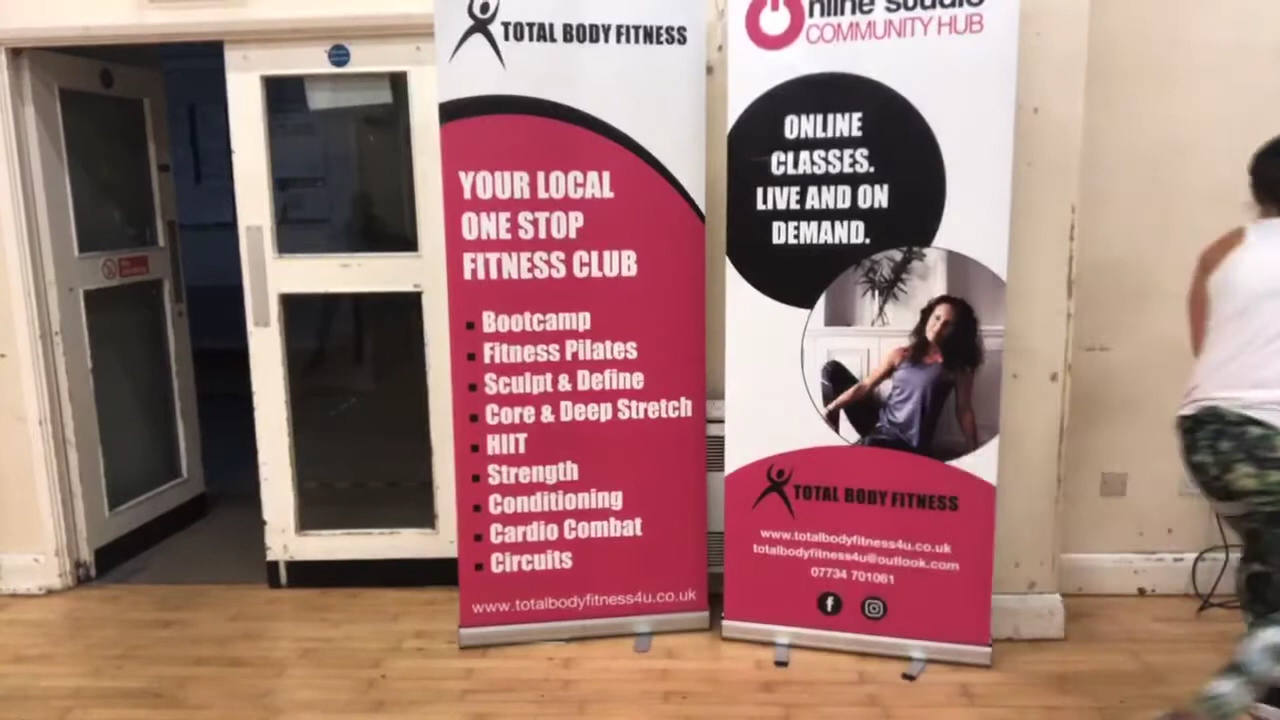 TOTAL BODY FITNESS
YOUR LOCAL
ONE STOP
FITNESS CLUB
Bootcamp
Fitness Pilates
Sculpt & Define
Core & Deep Stretch
HIIT
Strength
Conditioning
Cardio Combat
Circuits
www.totalbodyfitness4u.co.uk
nline studio
COMMUNITY HUB
ONLINE
CLASSES.
LIVE AND ON
DEMAND.
TOTAL BODY FITNESS
www.totalbodyfitness4u.co.uk
totalbodyfitness4u@outlook.com
07734 701061